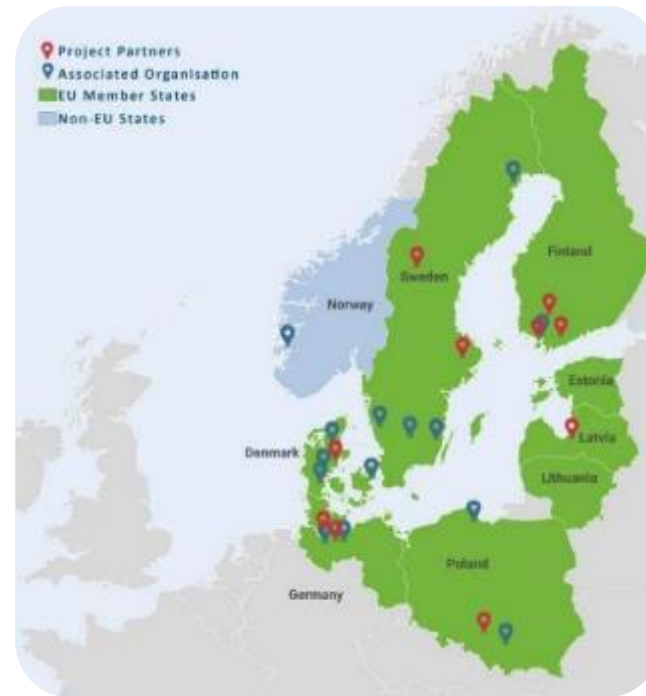 Project Partners
Associated Organisation
EU Member States
Non-EU States
Finland
Sweden
Norway
Estonia
Latvia
Denmark
Lithuania
Poland
Germany